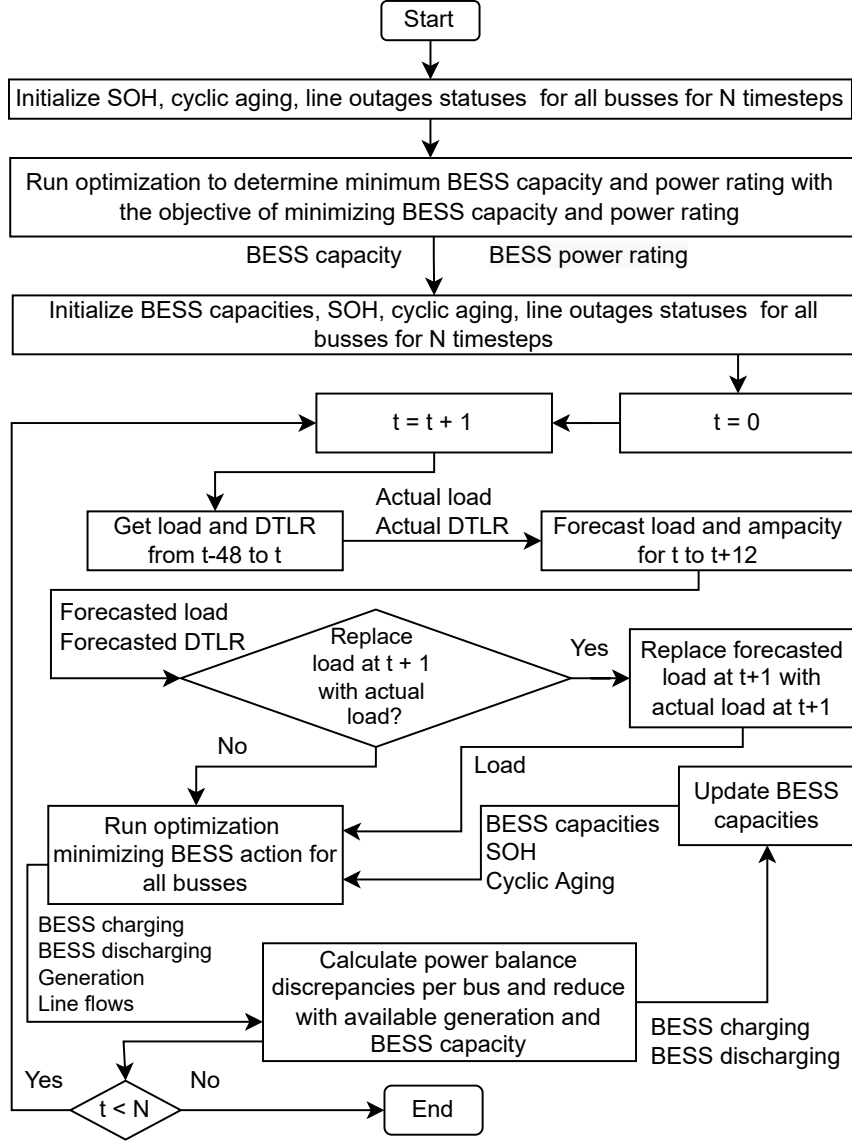 Start
Initialize SOH, cyclic aging, line outages statuses  for all busses for N timesteps
Run optimization to determine minimum BESS capacity and power rating with
the objective of minimizing BESS capacity and power rating
BESS capacity
BESS power rating
Initialize BESS capacities, SOH, cyclic aging, line outages statuses  for all
busses for N timesteps
t = t + 1
t = 0
Get load and DTLR
from t-48 to t
Actual load
Actual DTLR
Forecast load and ampacity
for t to t+12
Forecasted load
Forecasted DTLR
Replace
load at t + 1
with actual
load?
Yes
Replace forecasted
load at t+1 with
actual load at t+1
No
Load
Update BESS
capacities
Run optimization
minimizing BESS action for
all busses
BESS capacities
SOH
Cyclic Aging
BESS charging
BESS discharging
Generation
Line flows
Calculate power balance
discrepancies per bus and reduce
with available generation and
BESS capacity
BESS charging
BESS discharging
Yes
No
t < N
End